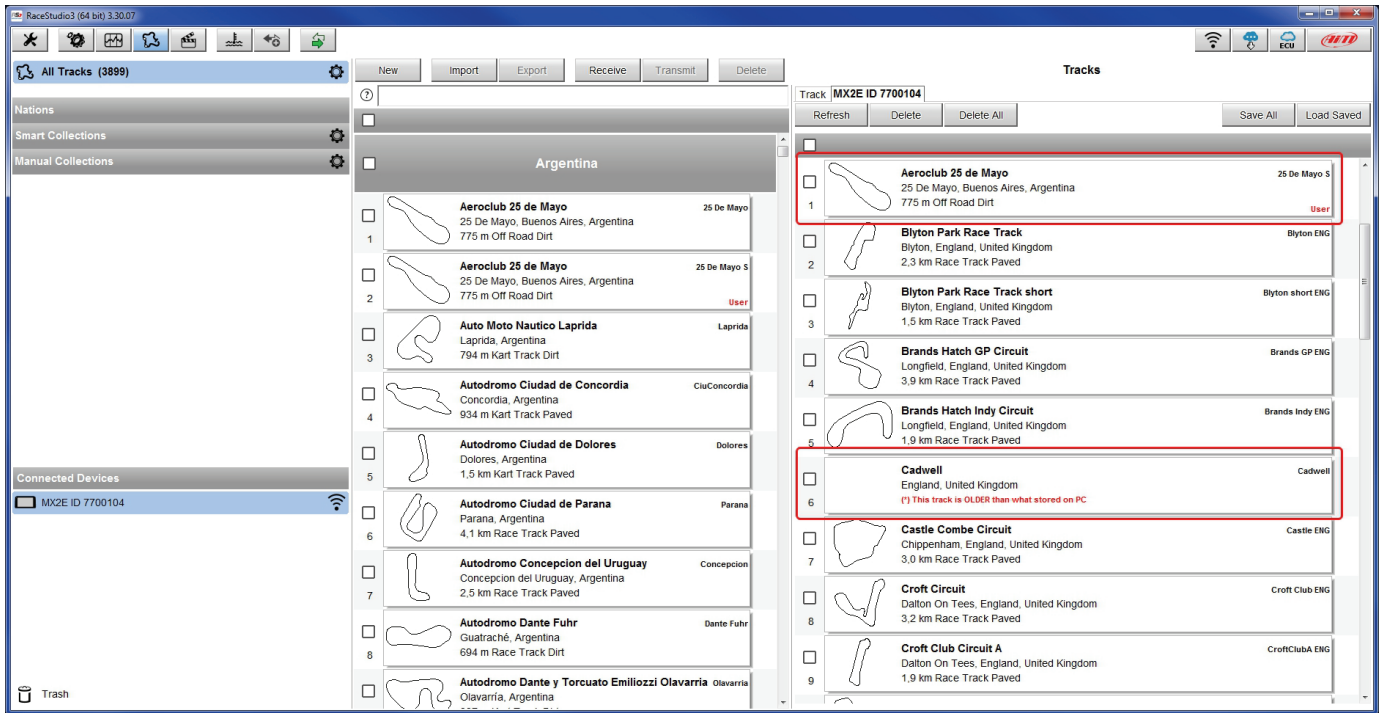 RaceStudio3 (64 bit) 3.30.07
ECU
AiM
All Tracks (3899)
Nations
Smart Collections
Manual Collections
Connected Devices
MX2E ID 7700104
Trash
New Import Export Receive Transmit Delete
?
Argentina
Aeroclub 25 de Mayo 25 De Mayo
25 De Mayo, Buenos Aires, Argentina
775 m Off Road Dirt
1
Aeroclub 25 de Mayo 25 De Mayo S
25 De Mayo, Buenos Aires, Argentina
775 m Off Road Dirt
User
2
Auto Moto Nautico Laprida Laprida
Laprida, Argentina
794 m Kart Track Dirt
3
Autodromo Ciudad de Concordia CiuConcordia
Concordia, Argentina
934 m Kart Track Paved
4
Autodromo Ciudad de Dolores Dolores
Dolores, Argentina
1,5 km Kart Track Paved
5
Autodromo Ciudad de Parana Parana
Parana, Argentina
4,1 km Race Track Paved
6
Autodromo Concepcion del Uruguay Concepcion
Concepcion del Uruguay, Argentina
2,5 km Race Track Paved
7
Autodromo Dante Fuhr Dante Fuhr
Guatraché, Argentina
694 m Race Track Dirt
8
Autodromo Dante y Torcuato Emiliozzi Olavarria Olavarria
Olavarría, Argentina
Tracks
Track MX2E ID 7700104
Refresh Delete Delete All Save All Load Saved
Aeroclub 25 de Mayo 25 De Mayo S
25 De Mayo, Buenos Aires, Argentina
775 m Off Road Dirt
User
1
Blyton Park Race Track Blyton ENG
Blyton, England, United Kingdom
2,3 km Race Track Paved
2
Blyton Park Race Track short Blyton short ENG
Blyton, England, United Kingdom
1,5 km Race Track Paved
3
Brands Hatch GP Circuit Brands GP ENG
Longfield, England, United Kingdom
3,9 km Race Track Paved
4
Brands Hatch Indy Circuit Brands Indy ENG
Longfield, England, United Kingdom
1,9 km Race Track Paved
5
Cadwell Cadwell
England, United Kingdom
(*) This track is OLDER than what stored on PC
6
Castle Combe Circuit Castle ENG
Chippenham, England, United Kingdom
3,0 km Race Track Paved
7
Croft Circuit Croft Club ENG
Dalton On Tees, England, United Kingdom
3,2 km Race Track Paved
8
Croft Club Circuit A CroftClubA ENG
Dalton On Tees, England, United Kingdom
1,9 km Race Track Paved
9